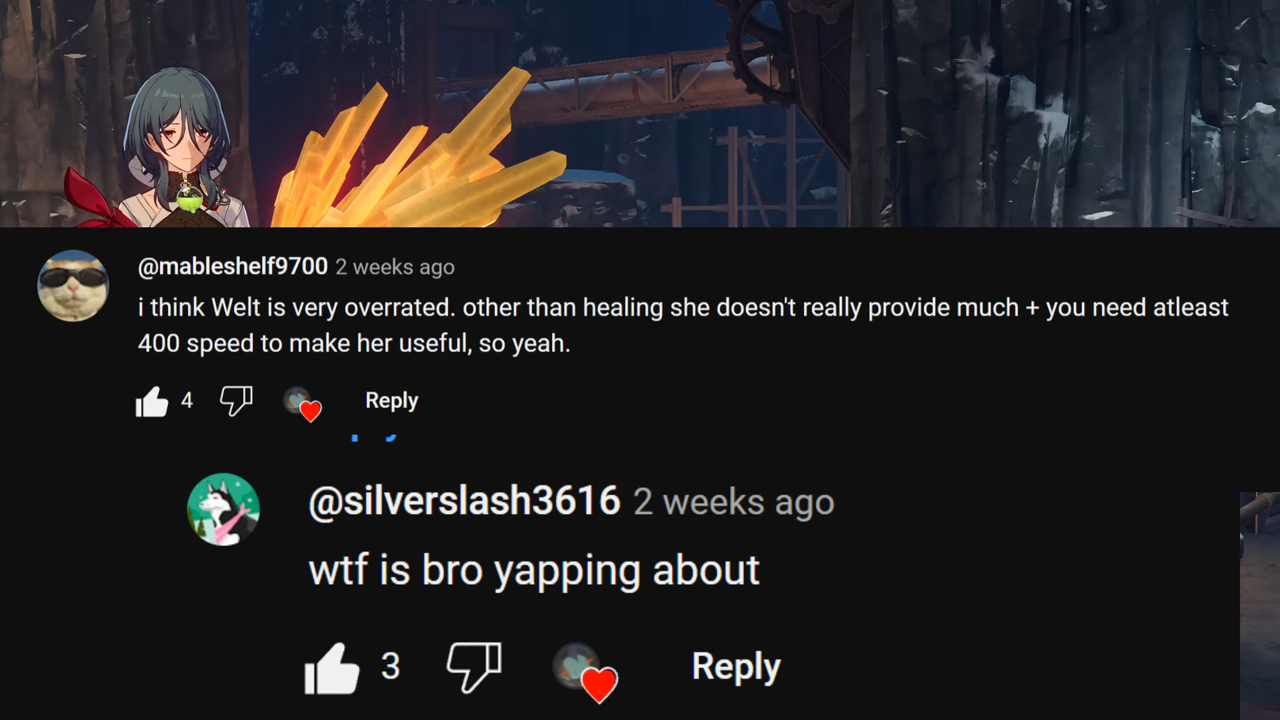 @mableshelf9700 2 weeks ago
i think Welt is very overrated. other than healing she doesn't really provide much + you need atleast
400 speed to make her useful, so yeah.
4 Reply
@silverslash3616 2 weeks ago
wtf is bro yapping about
3 Reply